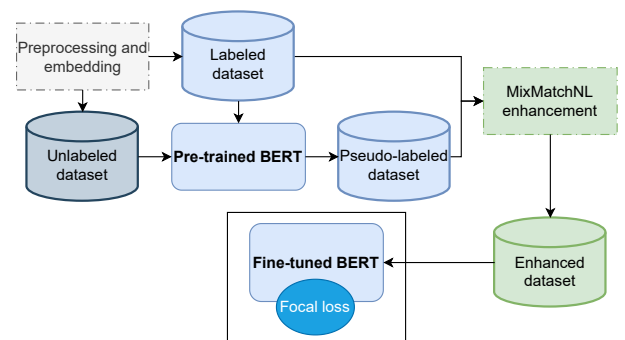 Preprocessing and
embedding
Labeled
dataset
MixMatchNL
enhancement
Unlabeled
dataset
Pre-trained BERT
Pseudo-labeled
dataset
Fine-tuned BERT
Focal loss
Enhanced
dataset